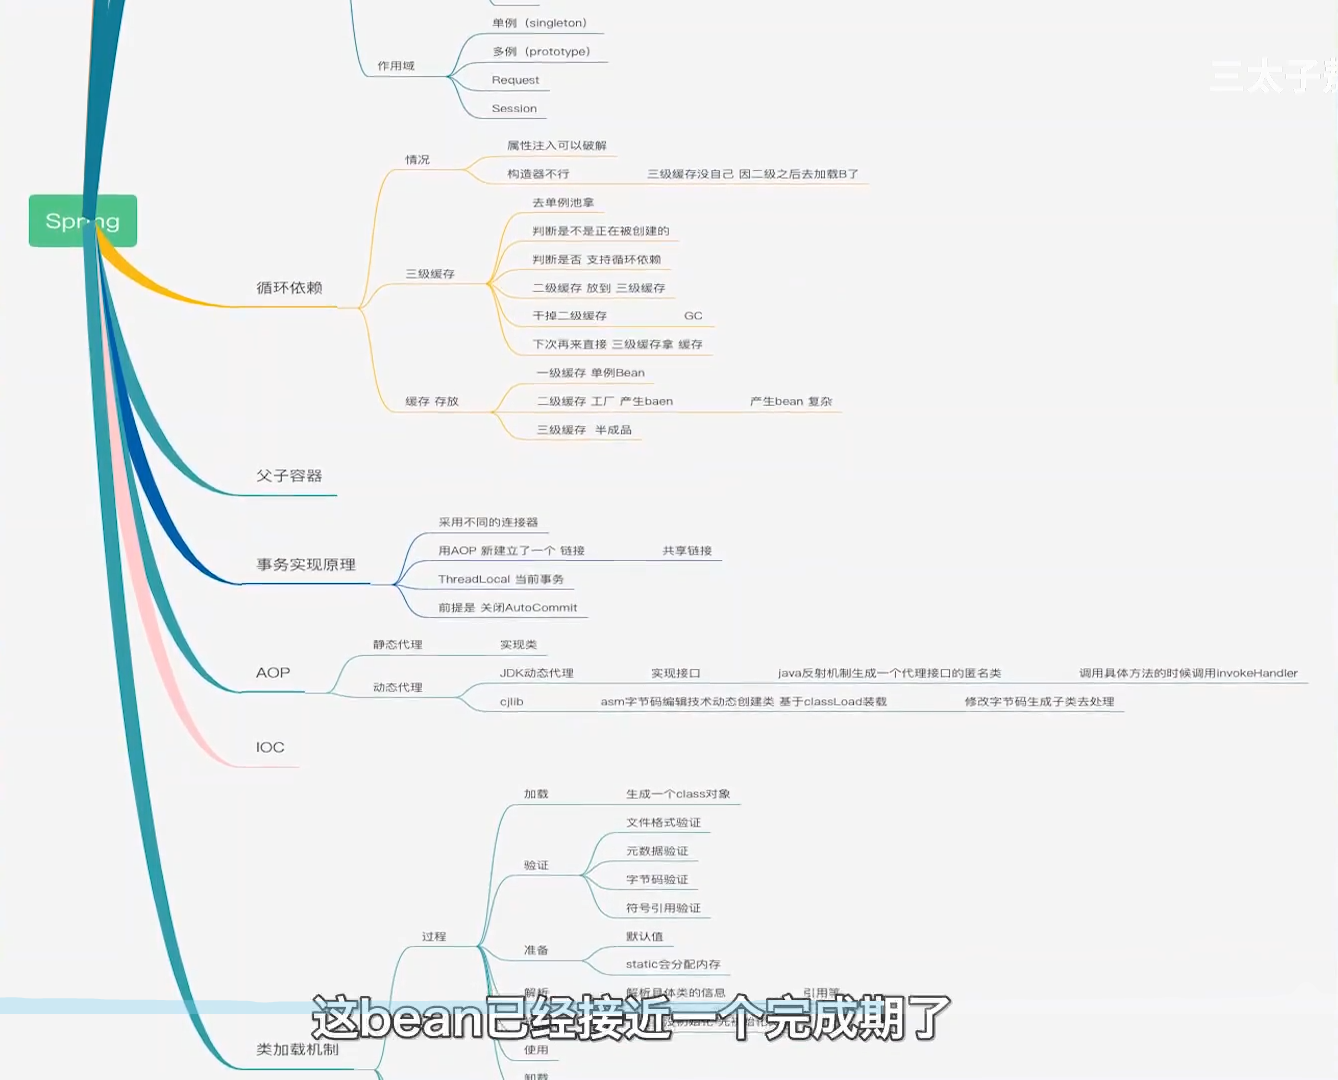 单例（singleton）
多例（prototype）
作用域
Request
Session
三太子
属性注入可以破解
情况
构造器不行
三级缓存没自己 因二级之后去加载B了
去单例池拿
Spring
判断是不是正在被创建的
判断是否 支持循环依赖
三级缓存
循环依赖
二级缓存 放到 三级缓存
干掉二级缓存
GC
下次再来直接 三级缓存拿 缓存
一级缓存 单例Bean
缓存 存放
二级缓存 工厂 产生baen
产生bean 复杂
三级缓存 半成品
父子容器
采用不同的连接器
用AOP 新建立了一个 链接
共享链接
事务实现原理
ThreadLocal 当前事务
前提是 关闭AutoCommit
静态代理
实现类
AOP
JDK动态代理
实现接口
java反射机制生成一个代理接口的匿名类
调用具体方法的时候调用invokeHandler
动态代理
cjlib
asm字节码编辑技术动态创建类 基于classLoad装载
修改字节码生成子类去处理
IOC
加载
生成一个class对象
文件格式验证
元数据验证
验证
字节码验证
符号引用验证
过程
默认值
准备
static会分配内存
解析
解析具体类的信息
引用等
这bean已经接近一个完成期了
类加载机制
使用
卸载